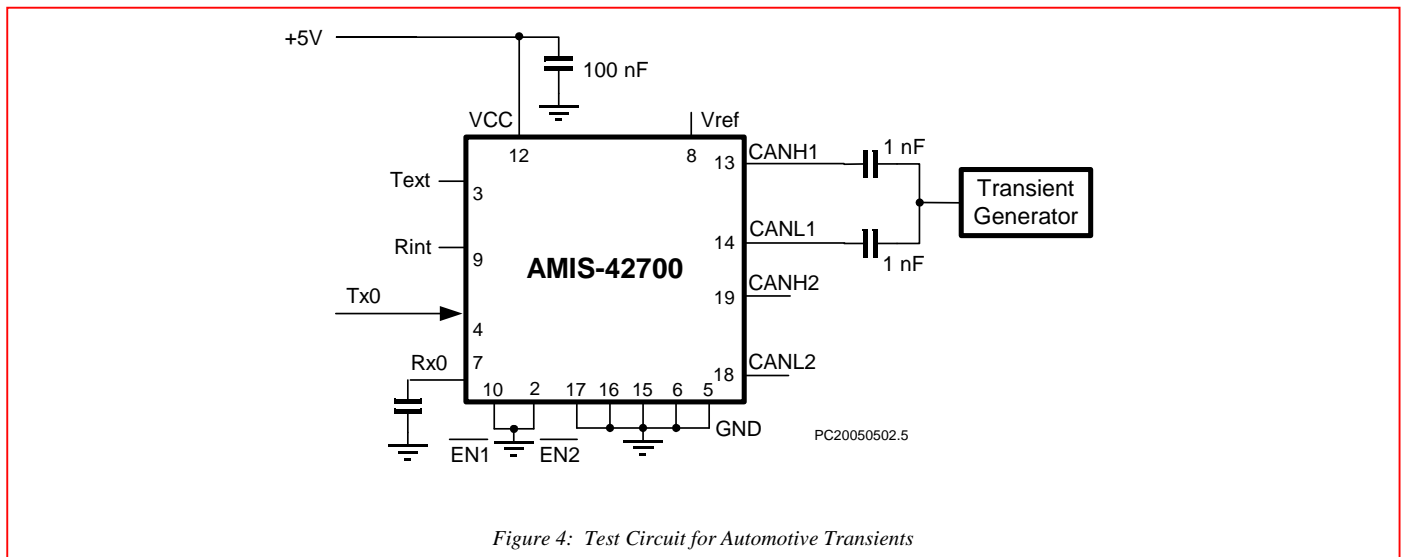 +5V
100 nF
VCC
Vref
12
8
13
CANH1
1 nF
Text
3
Transient
Generator
Rint
9
14
CANL1
1 nF
AMIS-42700
19
CANH2
Tx0
4
Rx0
7
18
CANL2
10
2
17
16
15
6
5
GND
EN1
EN2
PC20050502.5
Figure 4: Test Circuit for Automotive Transients